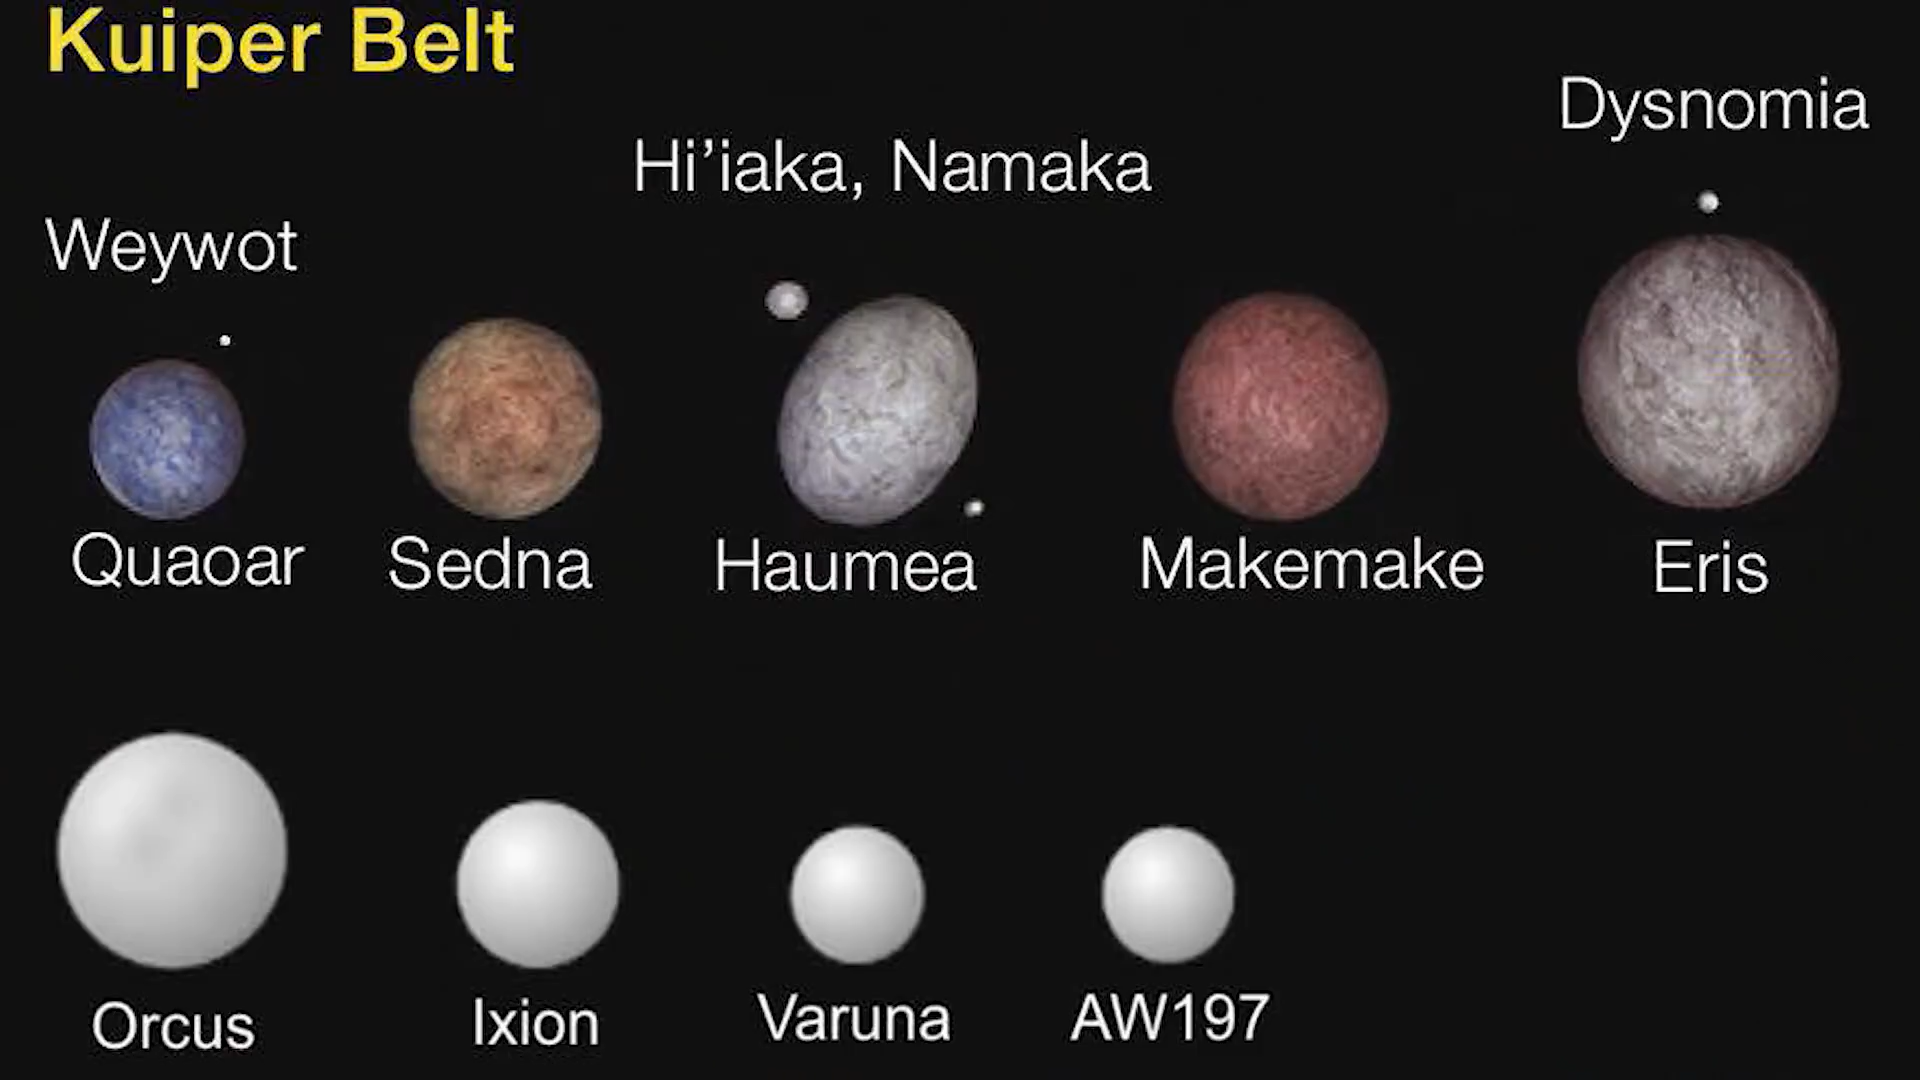 Kuiper Belt
Dysnomia
Hi’iaka, Namaka
Weywot
Quaoar
Sedna
Haumea
Makemake
Eris
Orcus
Ixion
Varuna
AW197